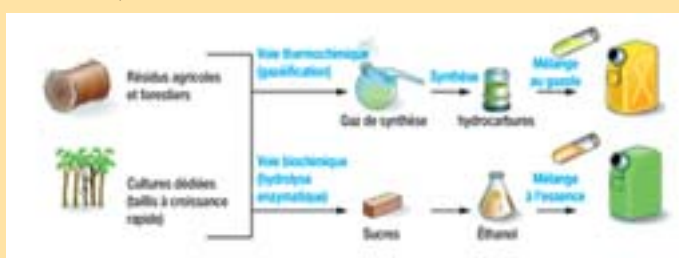 Résidus agricoles
et forestiers
Cultures dédiées
(taillis à croissance
rapide)
Voie thermochimique
(gazéification)
Gaz de synthèse
Synthèse
hydrocarbures
Mélange
au gazole
Voie biochimique
(hydrolyse
enzymatique)
Sucres
Éthanol
Mélange
à l'essence